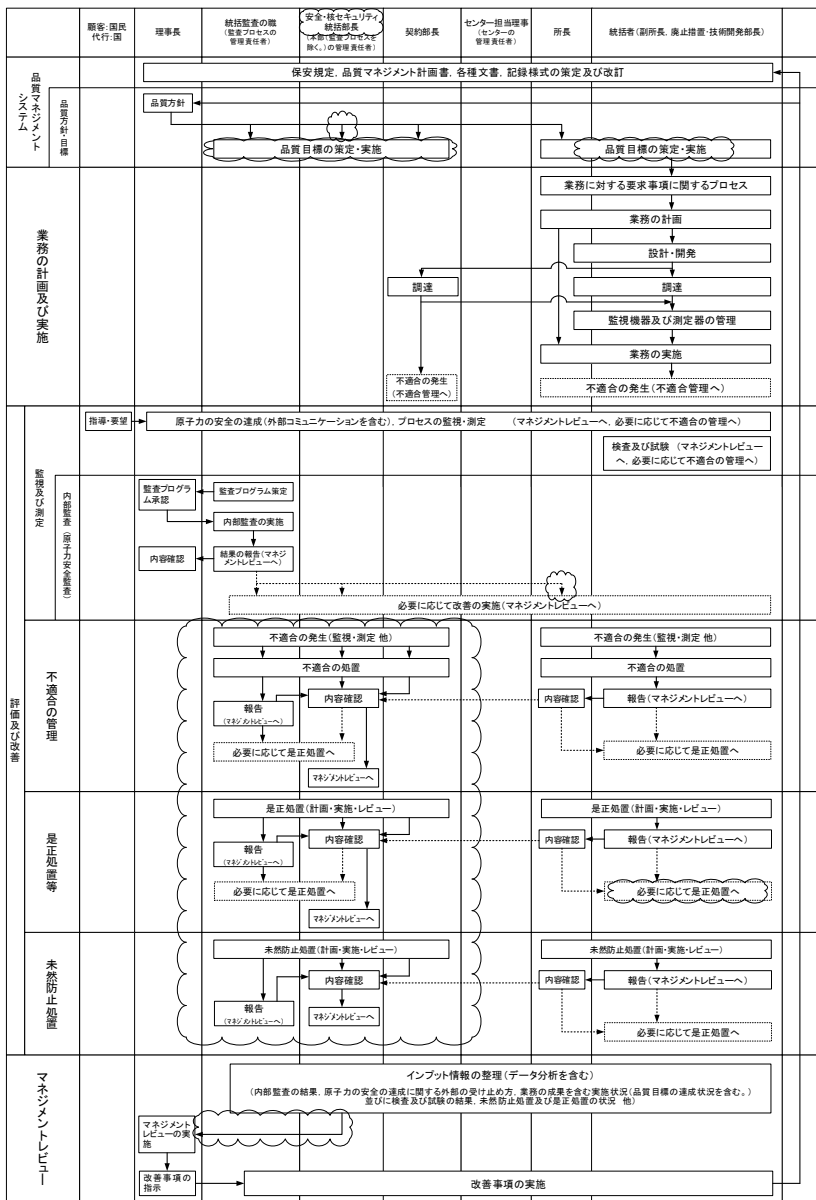 顧客：国民
代行：国
理事長
統括監査の職
(監査プロセスの
管理責任者)
安全・核セキュリティ
統括部長
(本部(監査プロセスを
除く。)の管理責任者)
契約部長
センター担当理事
(センターの
管理責任者)
所長
統括者(副所長, 廃止措置・技術開発部長)
品質マネジメント
システム
保安規定, 品質マネジメント計画書, 各種文書, 記録様式の策定及び改訂
品質方針・目標
品質方針
品質目標の策定・実施
品質目標の策定・実施
業務の計画及び実施
業務に対する要求事項に関するプロセス
業務の計画
設計・開発
調達
調達
監視機器及び測定器の管理
業務の実施
不適合の発生
(不適合管理へ)
不適合の発生(不適合管理へ)
評価及び改善
監視及び測定
指導・要望
原子力の安全の達成(外部コミュニケーションを含む), プロセスの監視・測定 (マネジメントレビューへ, 必要に応じて不適合の管理へ)
検査及び試験 (マネジメントレビュー
へ, 必要に応じて不適合の管理へ)
内部監査(原子力安全監査)
監査プログラ
ム承認
監査プログラム策定
内部監査の実施
内容確認
結果の報告(マネジ
メントレビューへ)
必要に応じて改善の実施(マネジメントレビューへ)
不適合の管理
不適合の発生(監視・測定 他)
不適合の発生(監視・測定 他)
不適合の処置
不適合の処置
報告
(マネジメントレビューへ)
内容確認
内容確認
報告(マネジメントレビューへ)
必要に応じて是正処置へ
必要に応じて是正処置へ
マネジメントレビューへ
是正処置等
是正処置(計画・実施・レビュー)
是正処置(計画・実施・レビュー)
報告
(マネジメントレビューへ)
内容確認
内容確認
報告(マネジメントレビューへ)
必要に応じて是正処置へ
必要に応じて是正処置へ
マネジメントレビューへ
未然防止処置
未然防止処置(計画・実施・レビュー)
未然防止処置(計画・実施・レビュー)
内容確認
内容確認
報告(マネジメントレビューへ)
報告
(マネジメントレビューへ)
マネジメントレビューへ
必要に応じて是正処置へ
マネジメントレビュー
インプット情報の整理(データ分析を含む)
(内部監査の結果, 原子力の安全の達成に関する外部の受け止め方, 業務の成果を含む実施状況(品質目標の達成状況を含む。)
並びに検査及び試験の結果, 未然防止処置及び是正処置の状況 他)
マネジメント
レビューの実
施
改善事項の
指示
改善事項の実施